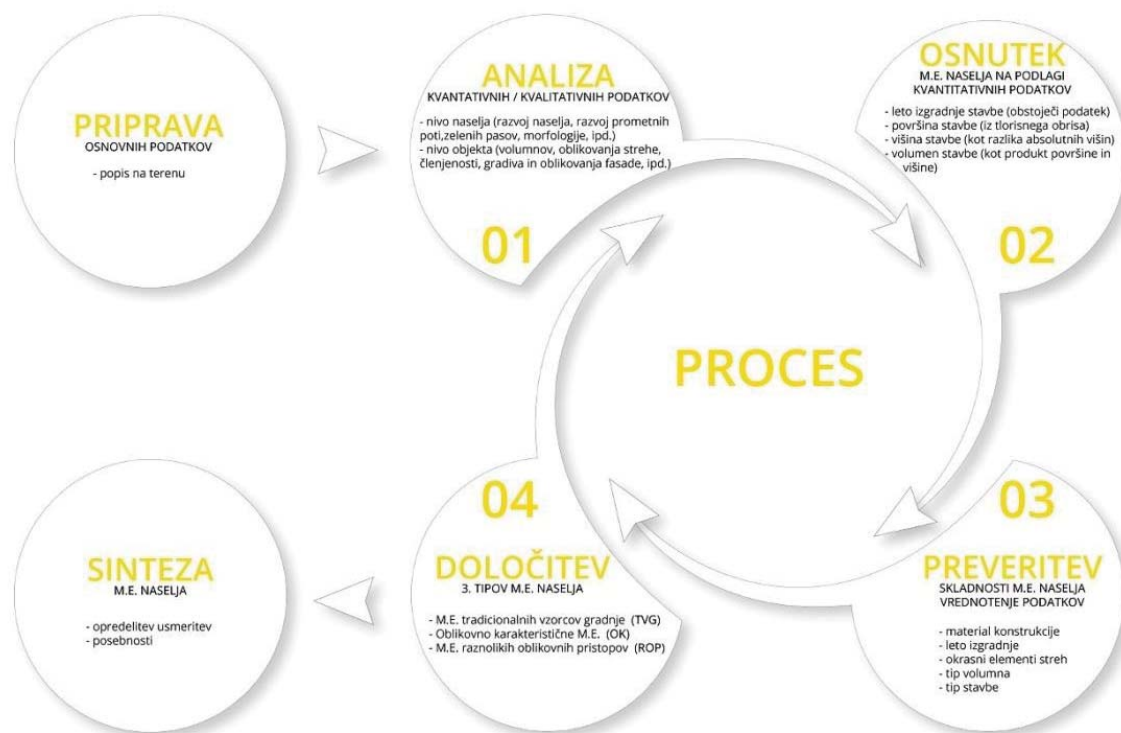 PRIPRAVA
OSNOVNIH PODATKOV
- popis na terenu
ANALIZA
KVANTATIVNIH / KVALITATIVNIH PODATKOV
- nivo naselja (razvoj naselja, razvoj prometnih
poti,zelenih pasov, morfologije, ipd.)
- nivo objekta (volumnov, oblikovanja strehe,
členjenosti, gradiva in oblikovanja fasade, ipd.)
01
OSNUTEK
M.E. NASELJA NA PODLAGI
KVANTITATIVNIH PODATKOV
- leto izgradnje stavbe (obstoječi podatek)
- površina stavbe (iz tlorisnega obrisa)
- višina stavbe (kot razlika absolutnih višin)
- volumen stavbe (kot produkt površine in
višine)
02
PROCES
03
PREVERITEV
SKLADNOSTI M.E. NASELJA
VREDNOTENJE PODATKOV
- material konstrukcije
- leto izgradnje
- okrasni elementi streh
- tip volumna
- tip stavbe
04
DOLOČITEV
3. TIPOV M.E. NASELJA
- M.E. tradicionalnih vzorcev gradnje (TVG)
- Oblikovno karakteristične M.E. (OK)
- M.E. raznolikih oblikovnih pristopov (ROP)
SINTEZA
M.E. NASELJA
- opredelitev usmeritev
- posebnosti